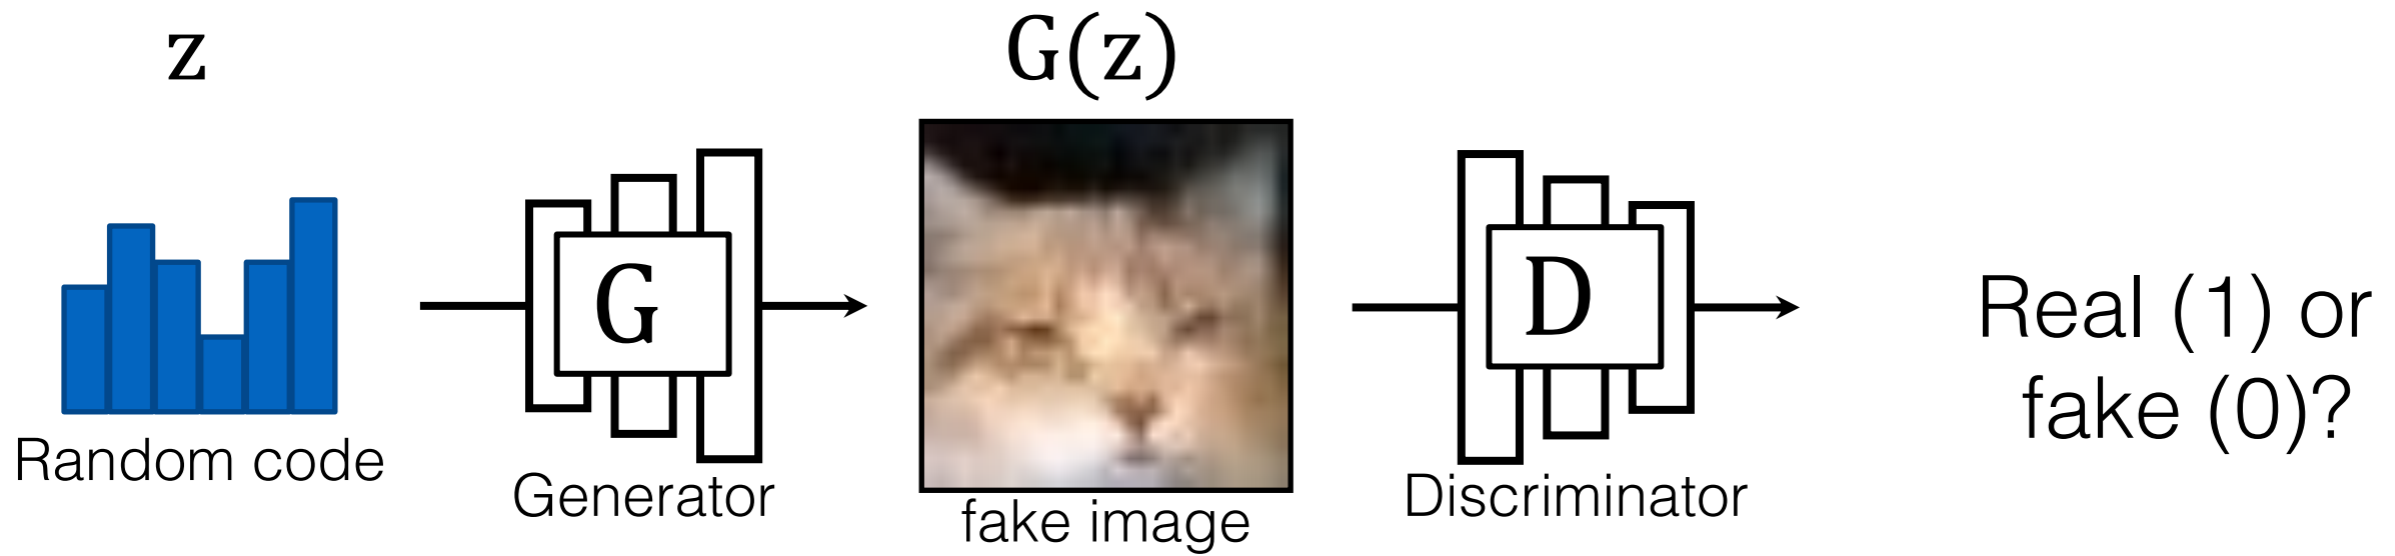 z
G(z)
G
D
Real (1) or
fake (0)?
Random code
Generator
fake image
Discriminator